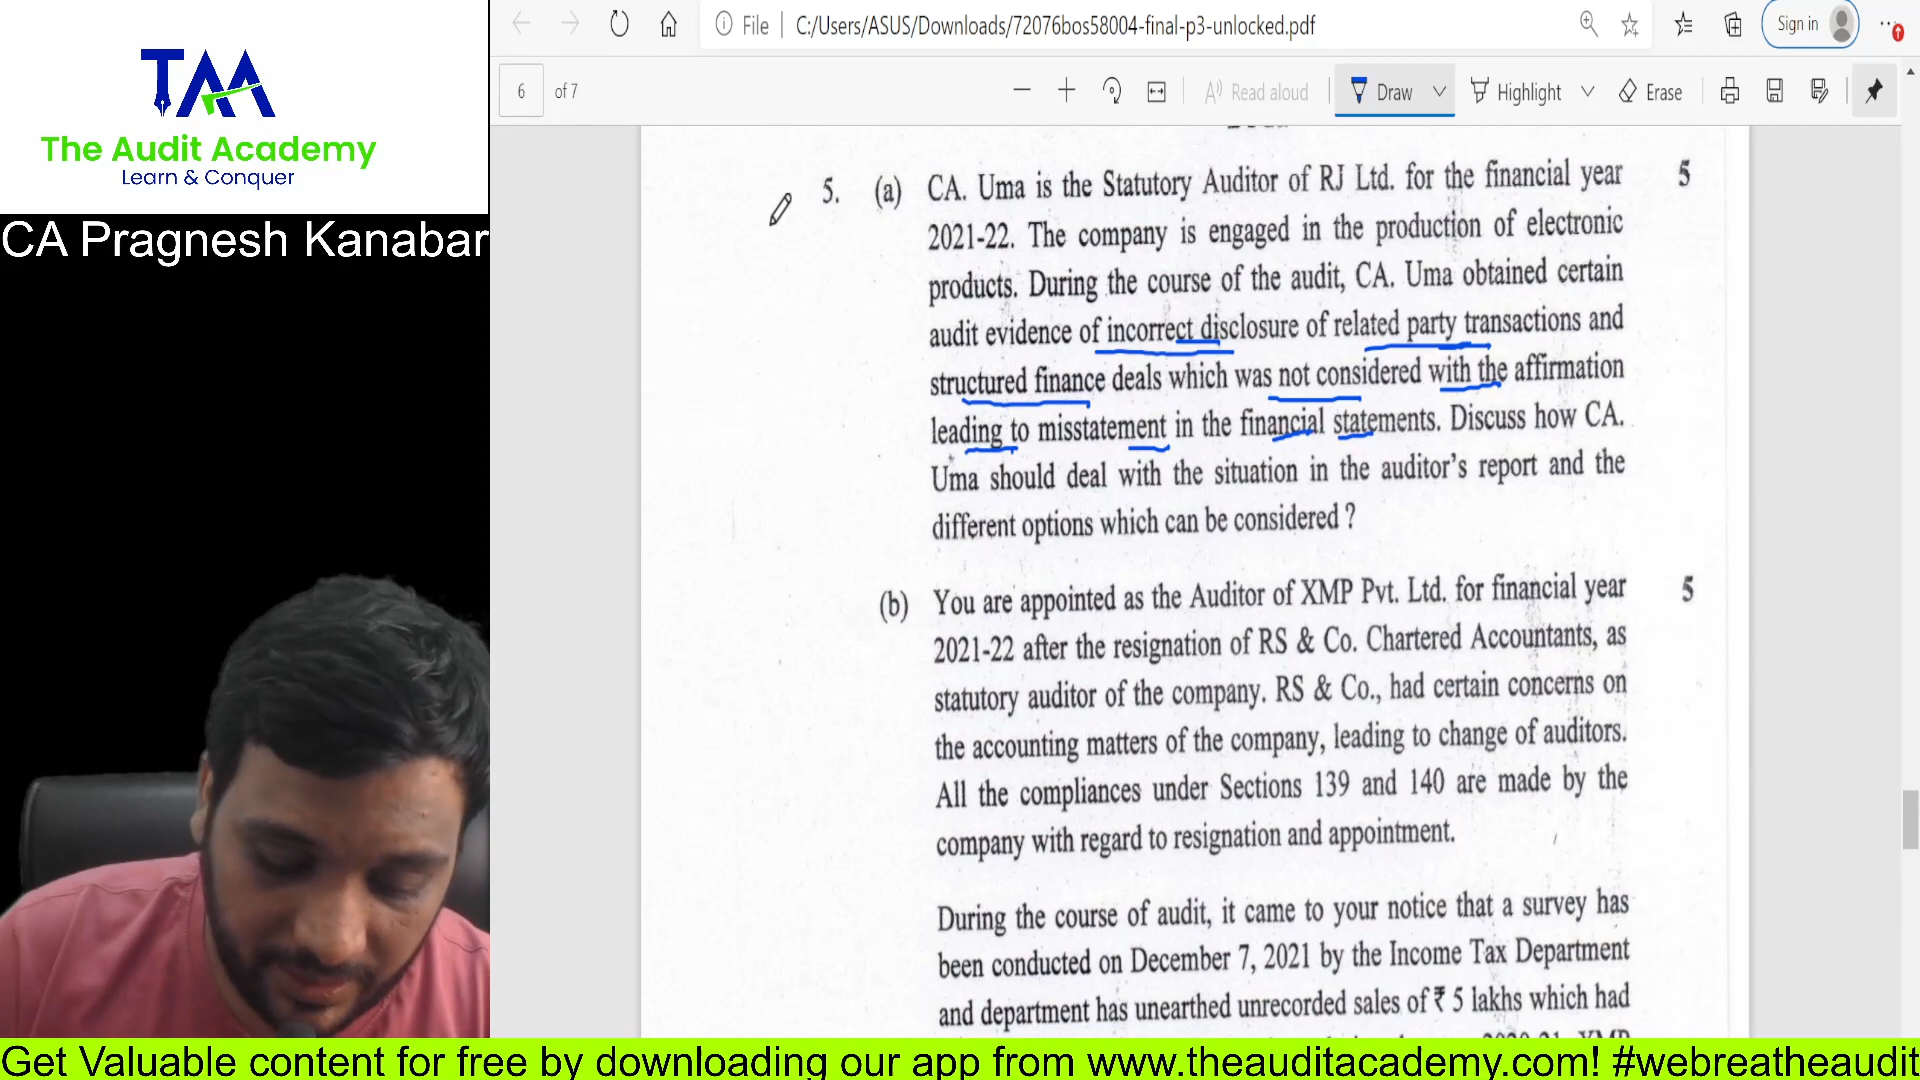 TAA
The Audit Academy
Learn & Conquer
CA Pragnesh Kanabar
File
C:/Users/ASUS/Downloads/72076bos58004-final-p3-unlocked.pdf
Sign in
6 of 7
Read aloud
Draw
Highlight
Erase
5. (a) CA. Uma is the Statutory Auditor of RJ Ltd. for the financial year 5
2021-22. The company is engaged in the production of electronic
products. During the course of the audit, CA. Uma obtained certain
audit evidence of incorrect disclosure of related party transactions and
structured finance deals which was not considered with the affirmation
leading to misstatement in the financial statements. Discuss how CA.
Uma should deal with the situation in the auditor's report and the
different options which can be considered ?
(b) You are appointed as the Auditor of XMP Pvt. Ltd. for financial year 5
2021-22 after the resignation of RS & Co. Chartered Accountants, as
statutory auditor of the company. RS & Co., had certain concerns on
the accounting matters of the company, leading to change of auditors.
All the compliances under Sections 139 and 140 are made by the
company with regard to resignation and appointment.
During the course of audit, it came to your notice that a survey has
been conducted on December 7, 2021 by the Income Tax Department
and department has unearthed unrecorded sales of ₹ 5 lakhs which had
Get Valuable content for free by downloading our app from www.theauditacademy.com! #webreatheaudit